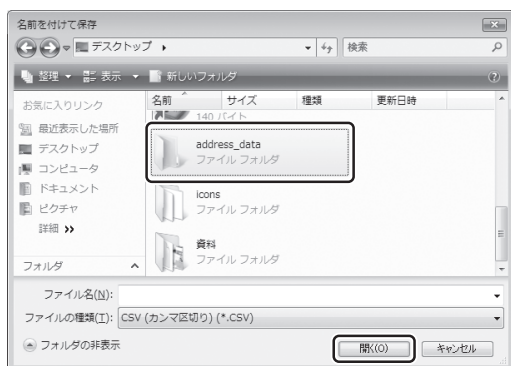 名前を付けて保存
デスクトップ
検索
整理 表示 新しいフォルダ
お気に入りリンク
最近表示した場所
デスクトップ
コンピュータ
ドキュメント
ピクチャ
詳細 »
フォルダ
名前 サイズ 種類 更新日時
140 バイト
address_data
ファイル フォルダ
icons
ファイル フォルダ
資料
ファイル フォルダ
ファイル名(N):
ファイルの種類(T): CSV (カンマ区切り) (*.CSV)
フォルダの非表示
開く(O) キャンセル